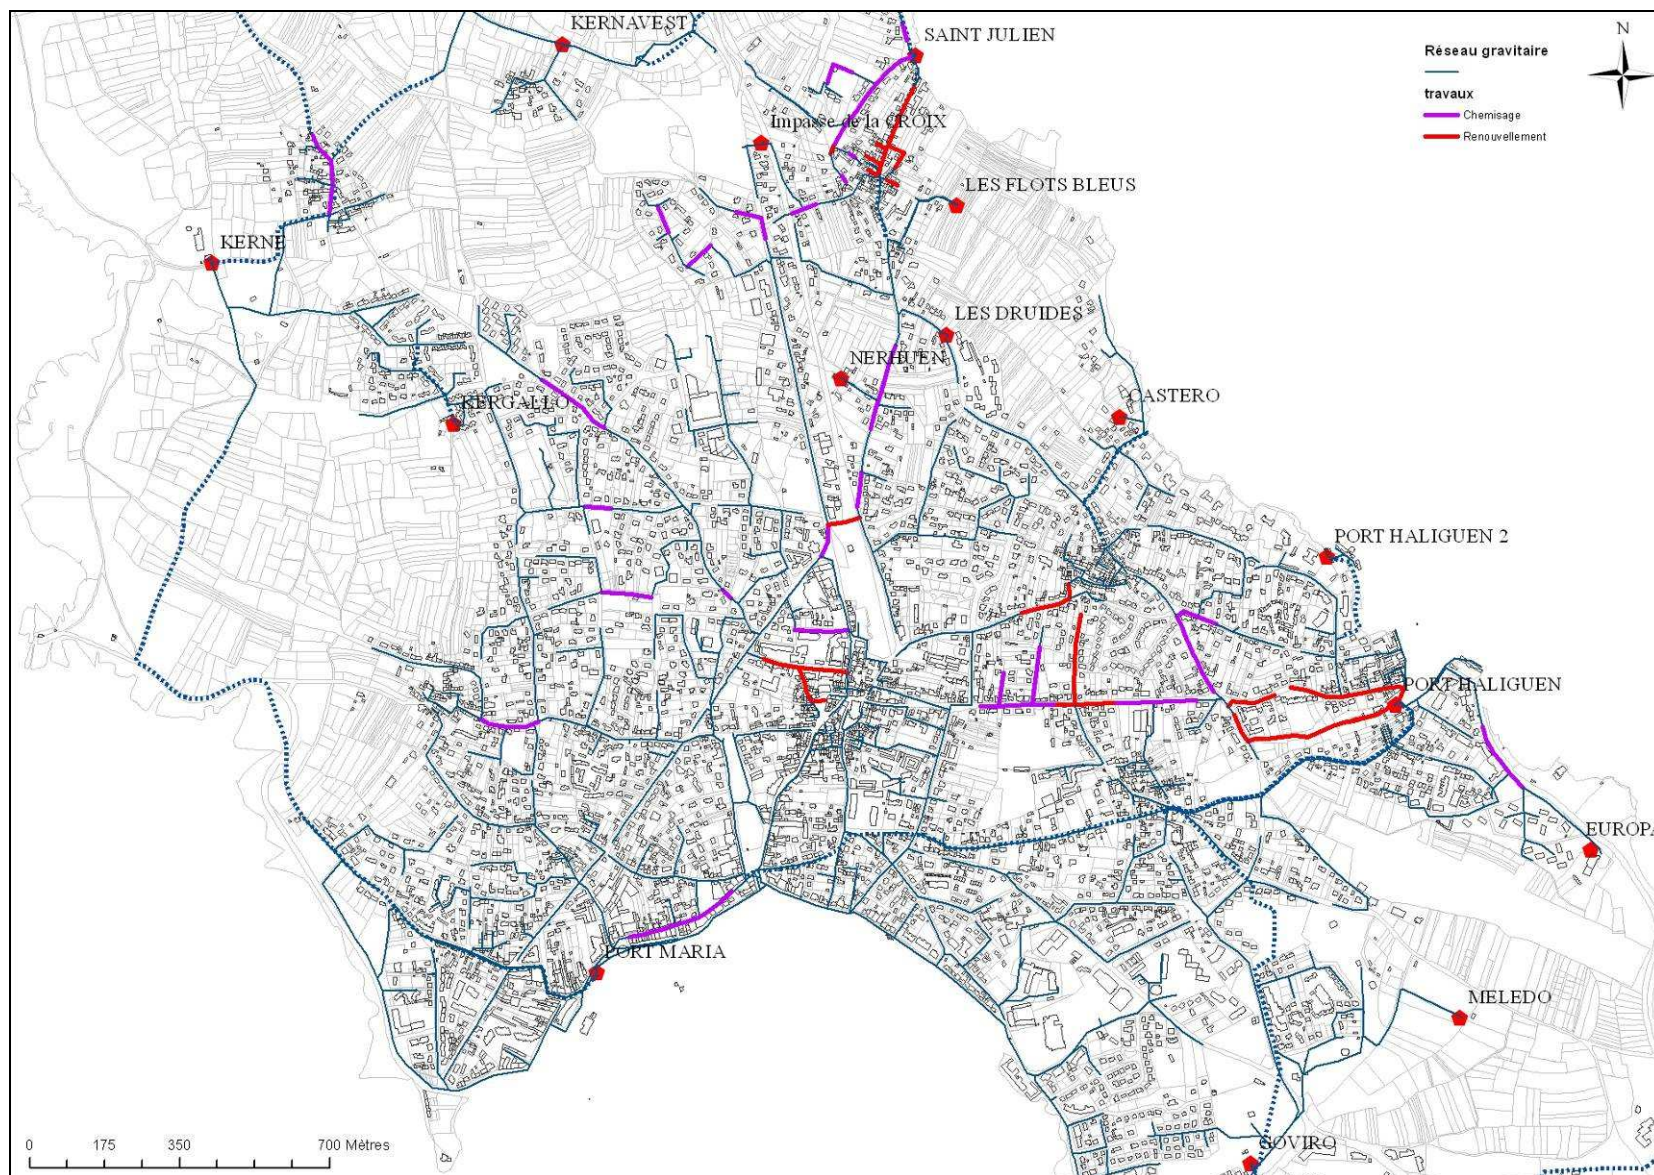 KERNAVEST
SAINT JULIEN
Réseau gravitaire
N
travaux
Chemisage
Renouvellement
Impasse de la CROIX
LES FLOTS BLEUS
KERNE
LES DRUIDES
NERHUEN
CASTERO
KERGALLO
PORT HALIGUEN 2
PORT HALIGUEN
EUROPA
PORT MARIA
MELEDO
GOVIRO
0 175 350 700 Mètres